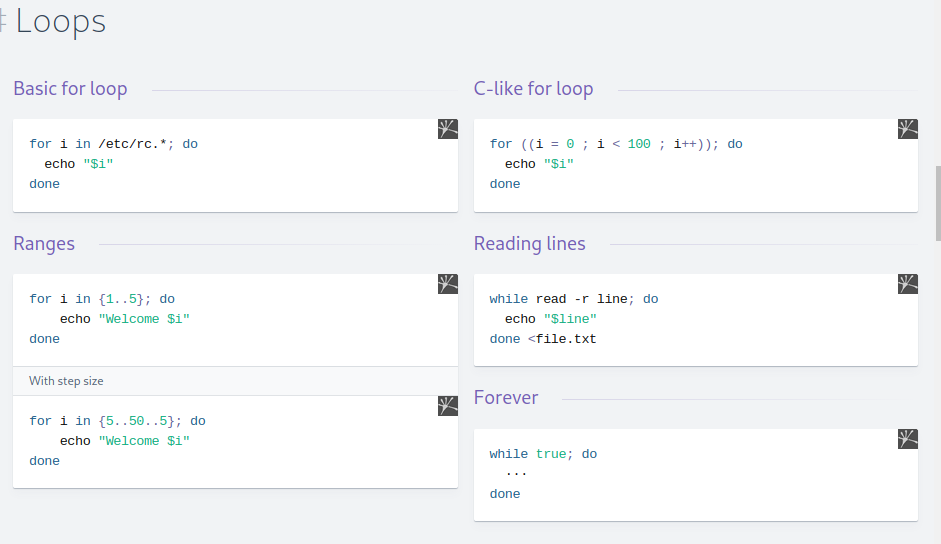 # Loops
Basic for loop
for i in /etc/rc.*; do
  echo "$i"
done
Ranges
for i in {1..5}; do
    echo "Welcome $i"
done
With step size
for i in {5..50..5}; do
    echo "Welcome $i"
done
C-like for loop
for ((i = 0 ; i < 100 ; i++)); do
  echo "$i"
done
Reading lines
while read -r line; do
  echo "$line"
done <file.txt
Forever
while true; do
  ···
done